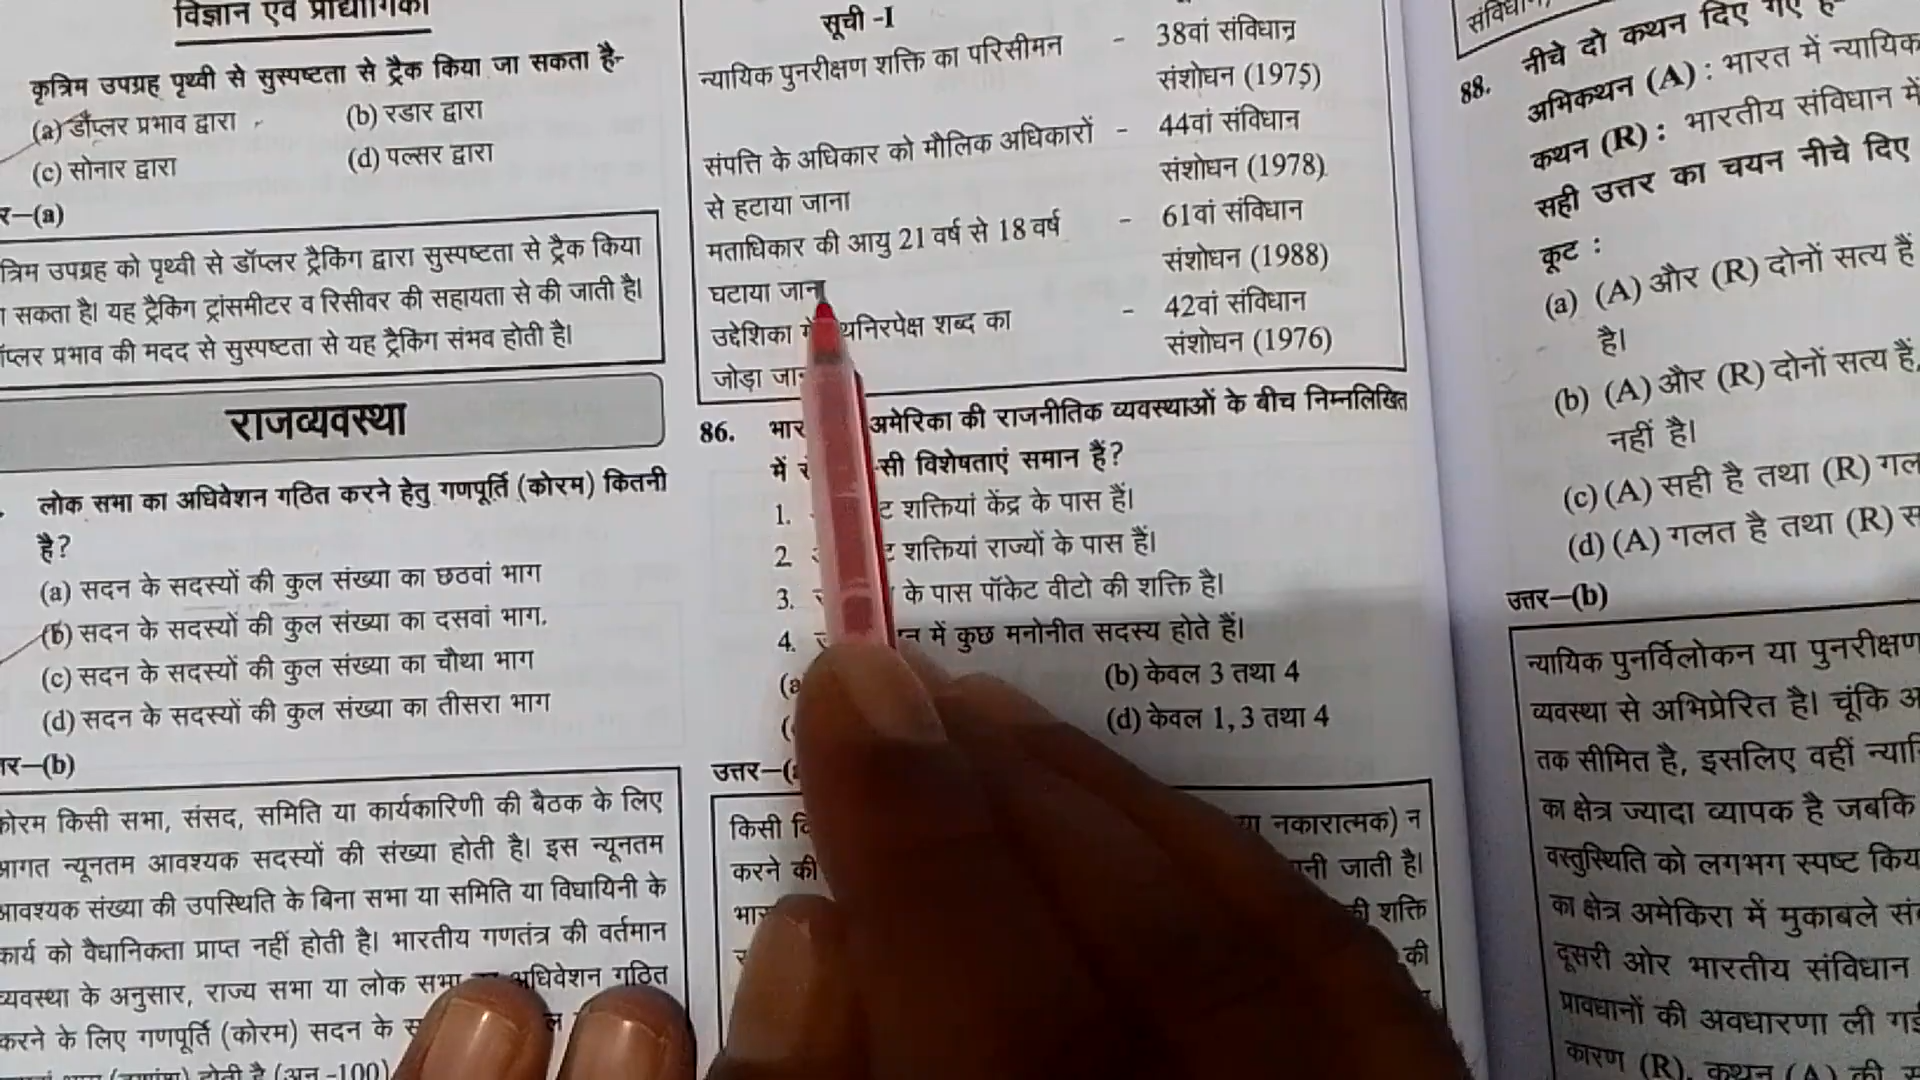 विज्ञान एवं प्रौद्योगिकी
कृत्रिम उपग्रह पृथ्वी से सुस्पष्टता से ट्रैक किया जा सकता है-
(a) डॉप्लर प्रभाव द्वारा
(b) रडार द्वारा
(c) सोनार द्वारा
(d) पल्सर द्वारा
र—(a)
त्रिम उपग्रह को पृथ्वी से डॉप्लर ट्रैकिंग द्वारा सुस्पष्टता से ट्रैक किया
सकता है। यह ट्रैकिंग ट्रांसमीटर व रिसीवर की सहायता से की जाती है।
ॉप्लर प्रभाव की मदद से सुस्पष्टता से यह ट्रैकिंग संभव होती है।
राजव्यवस्था
लोक सभा का अधिवेशन गठित करने हेतु गणपूर्ति (कोरम) कितनी
है?
(a) सदन के सदस्यों की कुल संख्या का छठवां भाग
(b) सदन के सदस्यों की कुल संख्या का दसवां भाग.
(c) सदन के सदस्यों की कुल संख्या का चौथा भाग
(d) सदन के सदस्यों की कुल संख्या का तीसरा भाग
तर—(b)
कोरम किसी सभा, संसद, समिति या कार्यकारिणी की बैठक के लिए
न्यूनतम आवश्यक सदस्यों की संख्या होती है। इस न्यूनतम
आवश्यक संख्या की उपस्थिति के बिना सभा या समिति या विधायिनी के
कार्य को वैधानिकता प्राप्त नहीं होती है। भारतीय गणतंत्र की वर्तमान
व्यवस्था के अनुसार, राज्य सभा या लोक सभा अधिवेशन गठित
करने के लिए गणपूर्ति (कोरम) सदन के
होती है (अनु.-100)
सूची -I
न्यायिक पुनरीक्षण शक्ति का परिसीमन - 38वां संविधान
संशोधन (1975)
संपत्ति के अधिकार को मौलिक अधिकारों - 44वां संविधान
संशोधन (1978)
से हटाया जाना
मताधिकार की आयु 21 वर्ष से 18 वर्ष - 61वां संविधान
संशोधन (1988)
घटाया जाना
उद्देशिका निरपेक्ष शब्द का - 42वां संविधान
संशोधन (1976)
जोड़ा
86. अमेरिका की राजनीतिक व्यवस्थाओं के बीच निम्नलिखित
में सी विशेषताएं समान हैं?
1. शक्तियां केंद्र के पास हैं।
2 शक्तियां राज्यों के पास हैं।
3. के पास पॉकेट वीटो की शक्ति है।
4. में कुछ मनोनीत सदस्य होते हैं।
(b) केवल 3 तथा 4
(d) केवल 1, 3 तथा 4
उत्तर—
किसी या नकारात्मक) न
करने की जाती है।
की शक्ति
की
संविधान,
88. नीचे दो कथन दिए गए हैं-
अभिकथन (A) : भारत में न्यायिक
कथन (R) : भारतीय संविधान में
सही उत्तर का चयन नीचे दिए
कूट :
(a) (A) और (R) दोनों सत्य हैं
है।
(b) (A) और (R) दोनों सत्य हैं,
नहीं है।
(c) (A) सही है तथा (R) गल
(d) (A) गलत है तथा (R) स
उत्तर—(b)
न्यायिक पुनर्विलोकन या पुनरीक्षण
व्यवस्था से अभिप्रेरित है। चूंकि अ
तक सीमित है, इसलिए वहीं न्यायि
का क्षेत्र ज्यादा व्यापक है जबकि
वस्तुस्थिति को लगभग स्पष्ट किय
का क्षेत्र अमेकिरा में मुकाबले सं
दूसरी ओर भारतीय संविधान
प्रावधानों की अवधारणा ली गई
कारण (R), कथन (A) की